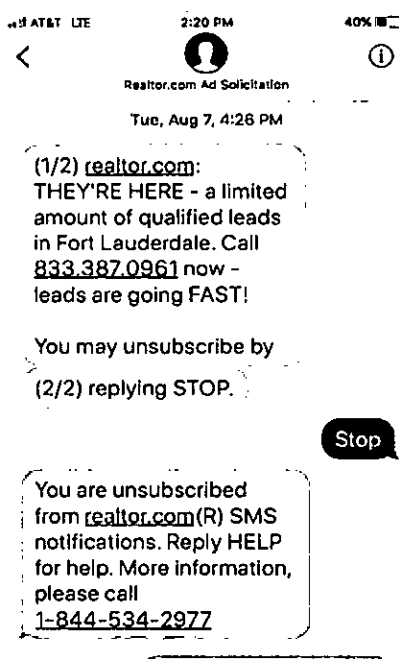 AT&T LTE 2:20 PM 40%
Realtor.com Ad Solicitation
Tue, Aug 7, 4:26 PM
(1/2) realtor.com:
THEY'RE HERE - a limited
amount of qualified leads
in Fort Lauderdale. Call
833.387.0961 now -
leads are going FAST!
You may unsubscribe by
(2/2) replying STOP.
Stop
You are unsubscribed
from realtor.com(R) SMS
notifications. Reply HELP
for help. More information,
please call
1-844-534-2977